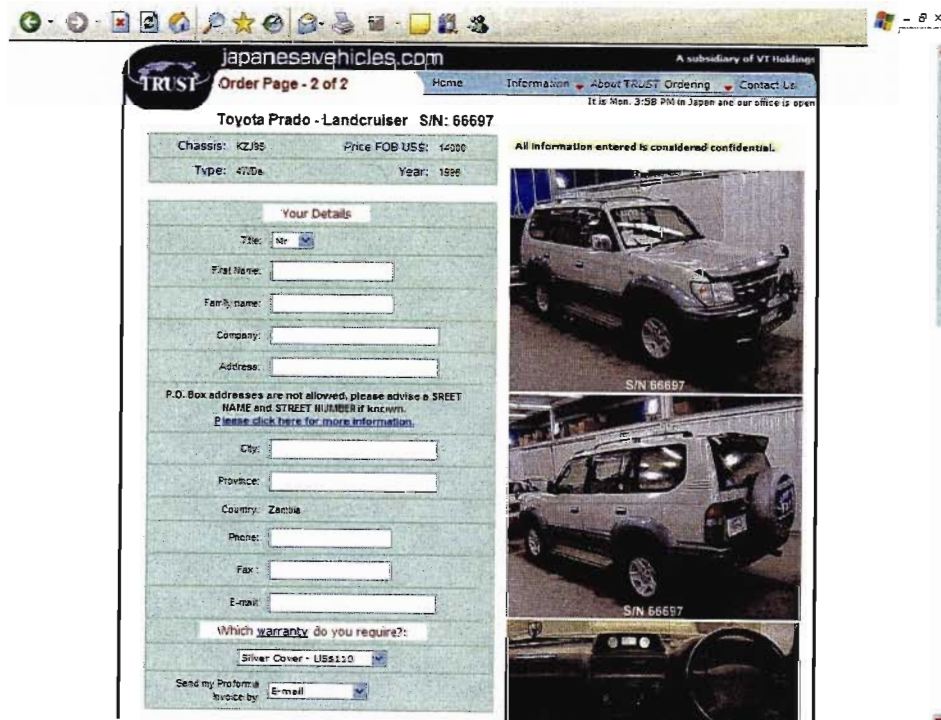 japanesevehicles.com
A subsidiary of VT Holdings
TRUST
Order Page - 2 of 2
Home
Information
About TRUST
Ordering
Contact Us
It is Mon. 3:58 PM in Japan and our office is open
Toyota Prado - Landcruiser S/N: 66697
Chassis: KZJ95
Price FOB US$: 14000
Type: 4WDs
Year: 1996
All information entered is considered confidential.
Your Details
Title: Mr
First Name:
Family name:
Company:
Address:
P.O. Box addresses are not allowed, please advise a SREET
NAME and STREET NUMBER if known.
Please click here for more information.
City:
Province:
Country: Zambia
Phone:
Fax :
E-mail:
Which warranty do you require?:
Silver Cover - US$110
Send my Proforma
Invoice by: E-mail
S/N 66697
S/N 66697